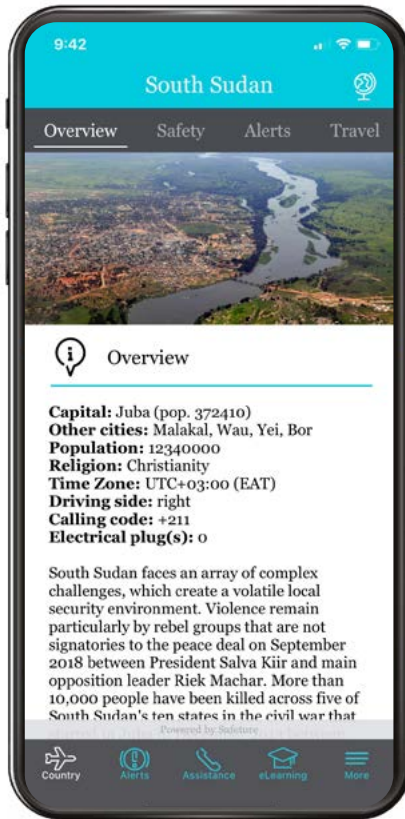 9:42
South Sudan
Overview Safety Alerts Travel
Overview
Capital: Juba (pop. 372410)
Other cities: Malakal, Wau, Yei, Bor
Population: 12340000
Religion: Christianity
Time Zone: UTC+03:00 (EAT)
Driving side: right
Calling code: +211
Electrical plug(s): 0
South Sudan faces an array of complex
challenges, which create a volatile local
security environment. Violence remain
particularly by rebel groups that are not
signatories to the peace deal on September
2018 between President Salva Kiir and main
opposition leader Riek Machar. More than
10,000 people have been killed across five of
South Sudan's ten states in the civil war that
Powered by Safeture
Country Alerts Assistance eLearning More